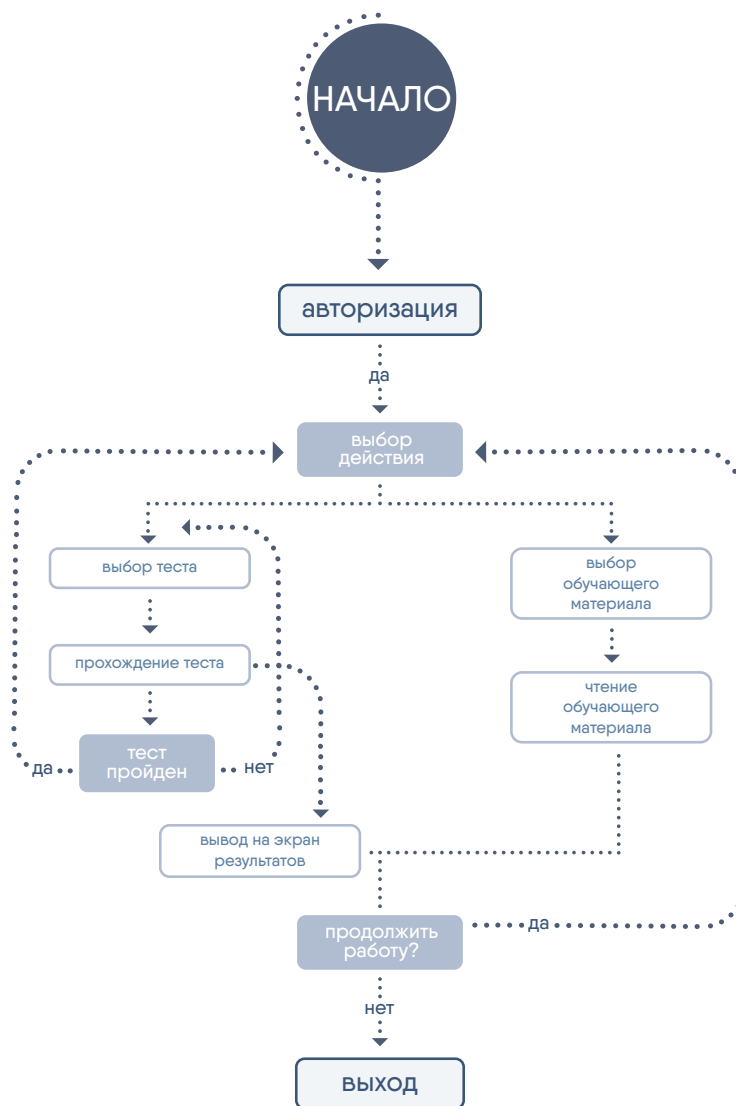 НАЧАЛО
авторизация
да
выбор
действия
выбор теста
выбор
обучающего
материала
прохождение теста
чтение
обучающего
материала
тест
пройден
да
нет
вывод на экран
результатов
продолжить
работу?
да
нет
выход